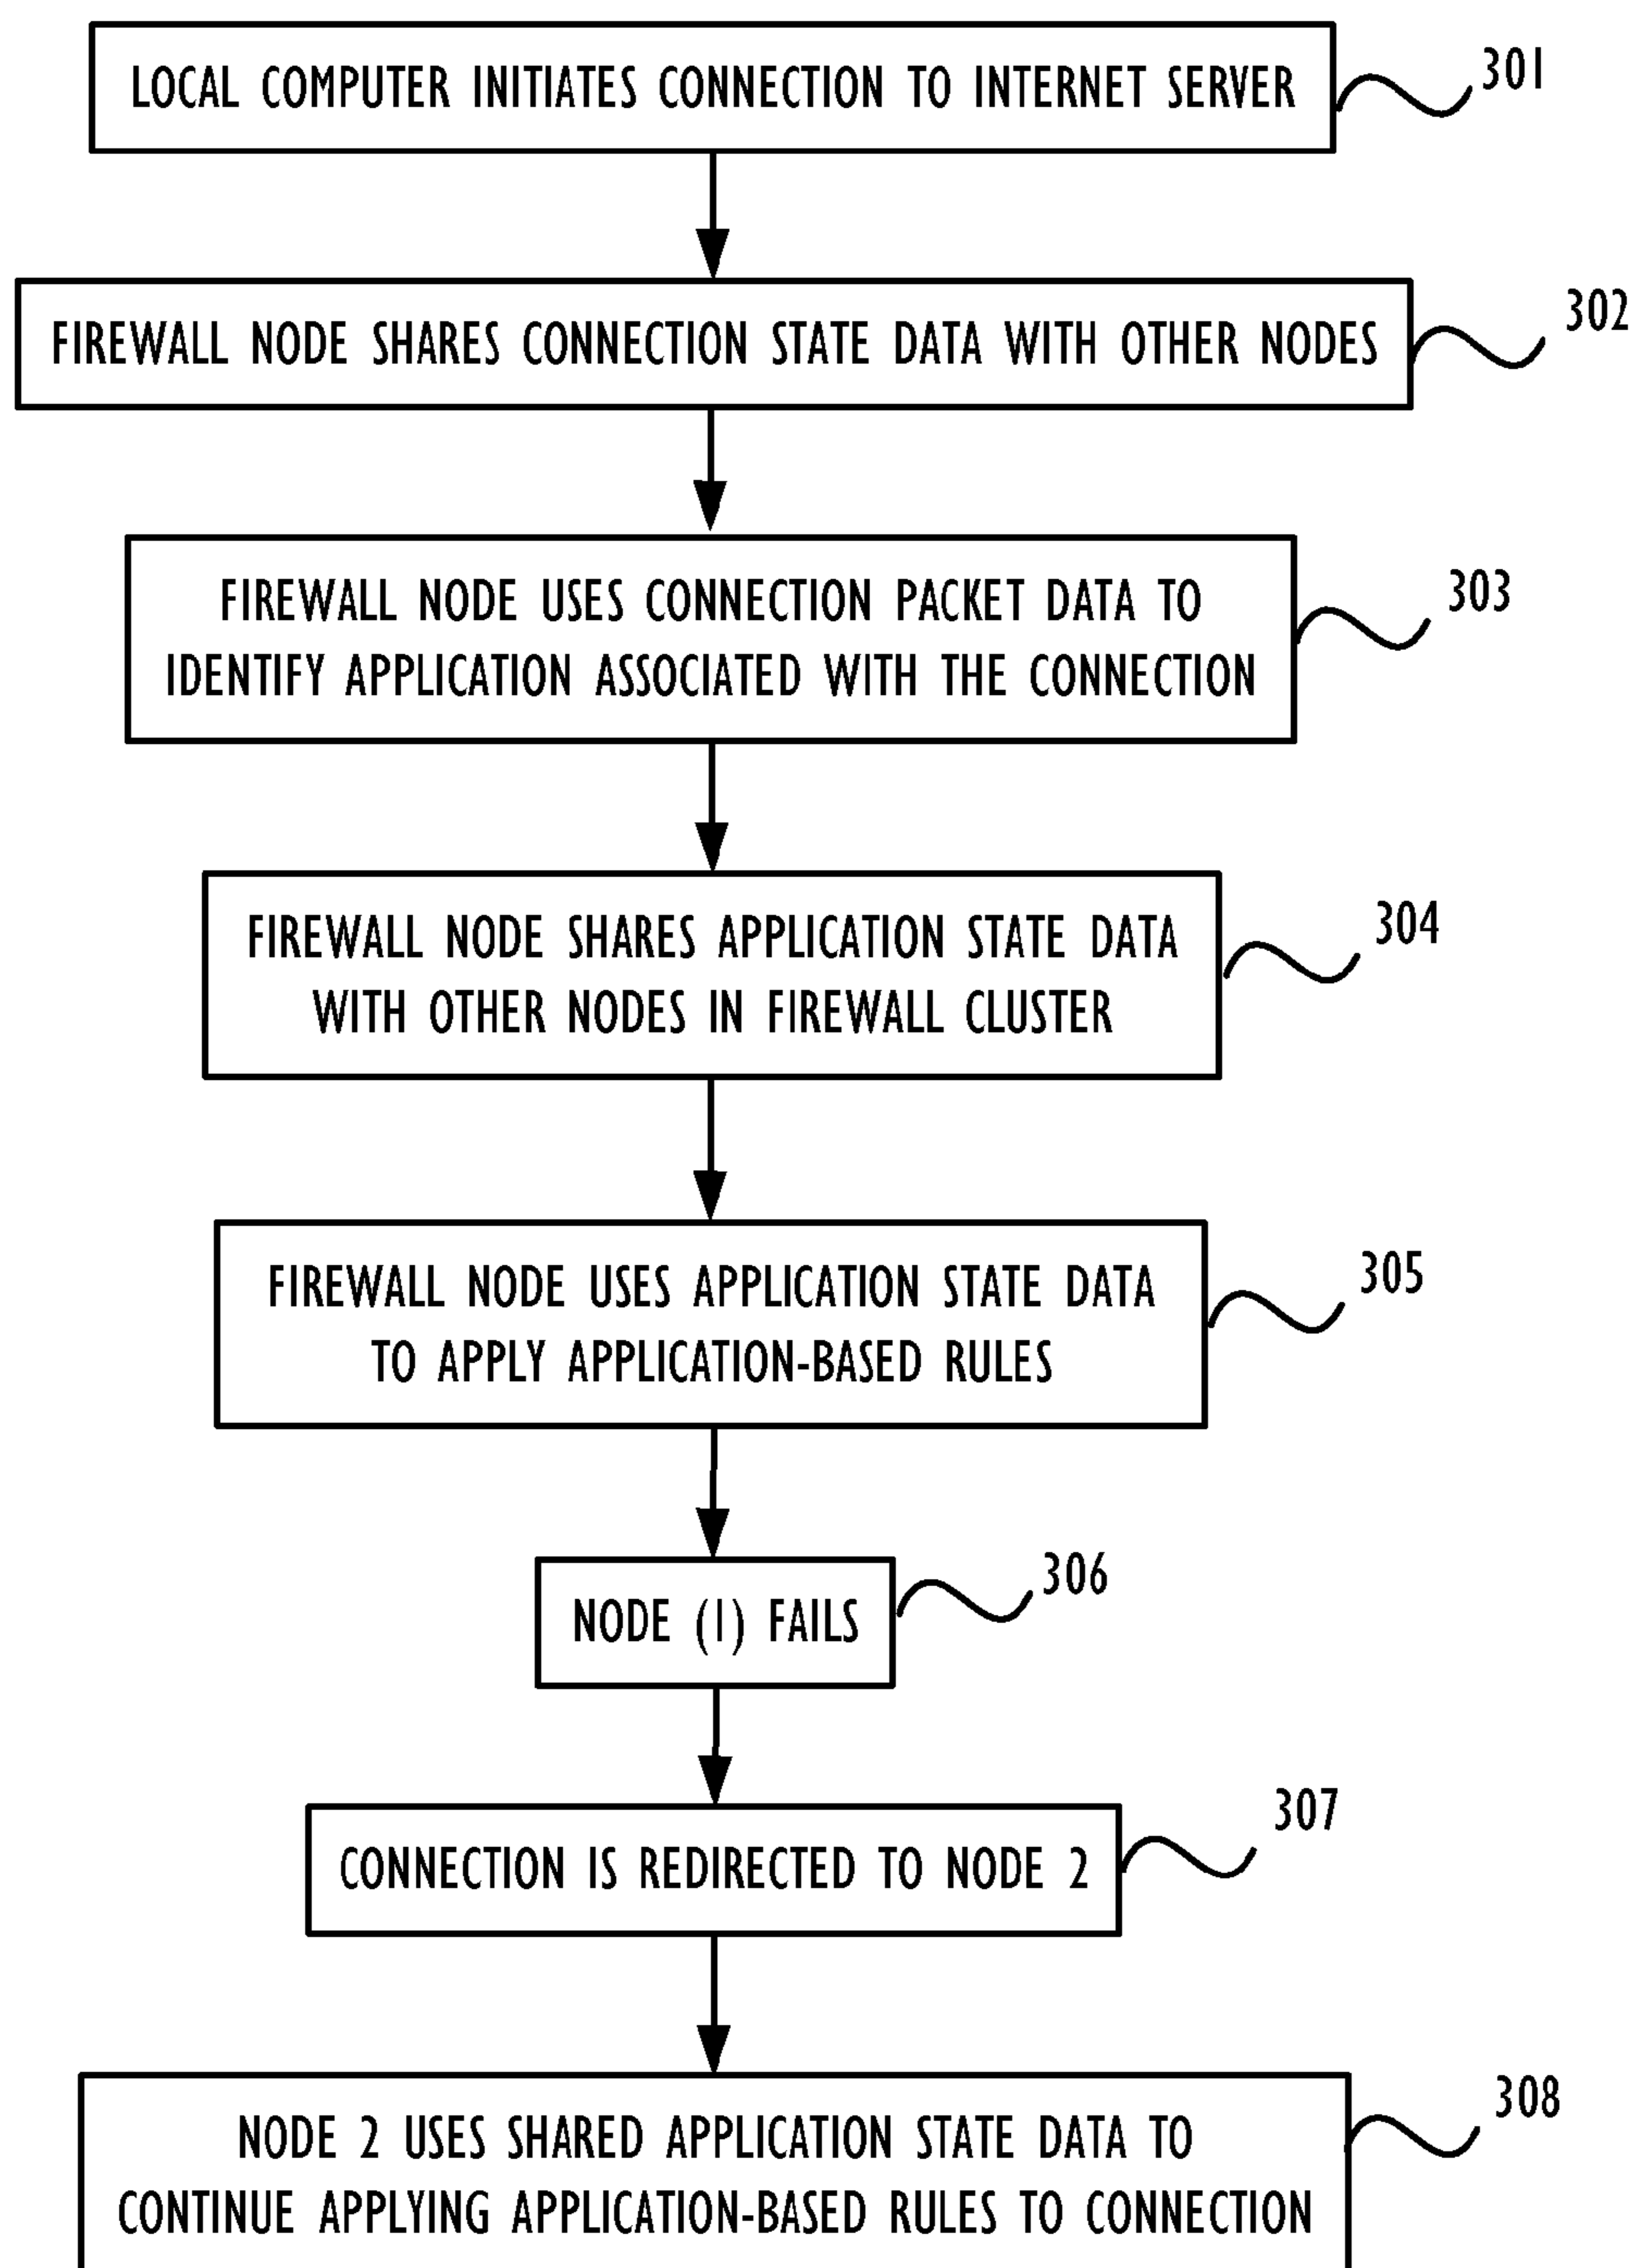 LOCAL COMPUTER INITIATES CONNECTION TO INTERNET SERVER
301
FIREWALL NODE SHARES CONNECTION STATE DATA WITH OTHER NODES
302
FIREWALL NODE USES CONNECTION PACKET DATA TO
IDENTIFY APPLICATION ASSOCIATED WITH THE CONNECTION
303
FIREWALL NODE SHARES APPLICATION STATE DATA
WITH OTHER NODES IN FIREWALL CLUSTER
304
FIREWALL NODE USES APPLICATION STATE DATA
TO APPLY APPLICATION-BASED RULES
305
NODE (1) FAILS
306
CONNECTION IS REDIRECTED TO NODE 2
307
NODE 2 USES SHARED APPLICATION STATE DATA TO
CONTINUE APPLYING APPLICATION-BASED RULES TO CONNECTION
308